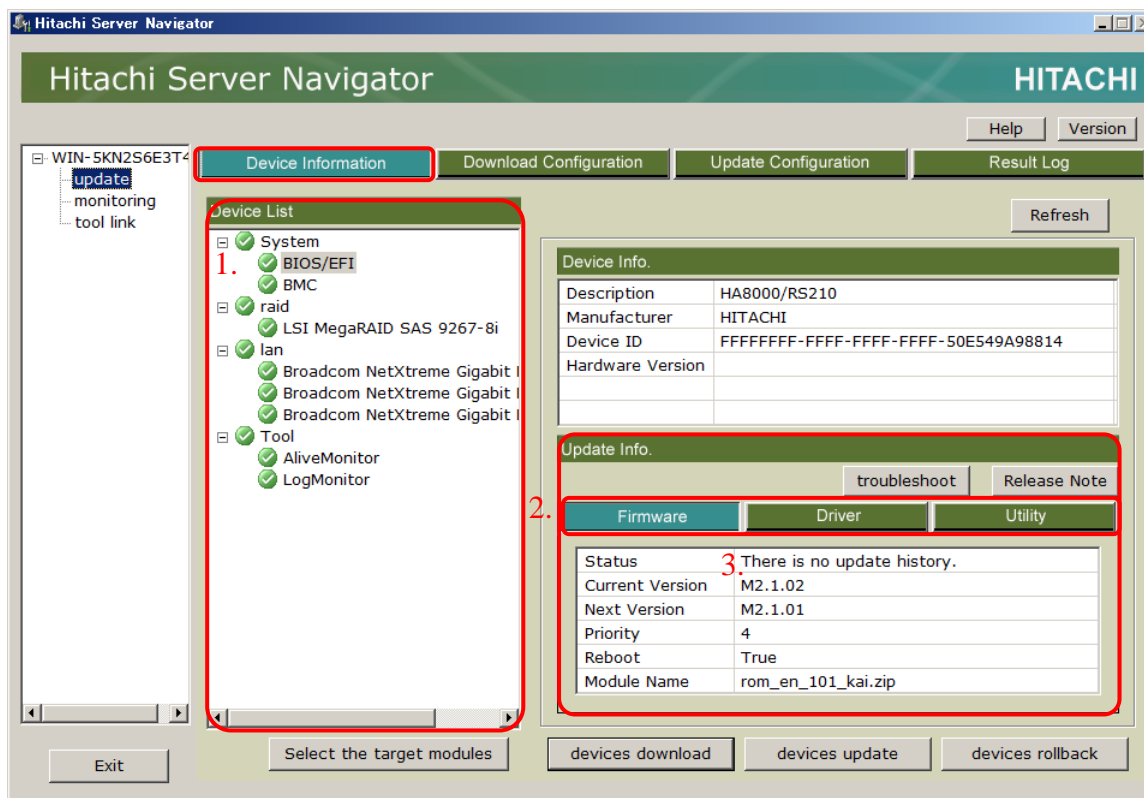 Hitachi Server Navigator
Hitachi Server Navigator
HITACHI
Help
Version
WIN-5KN2S6E3T4
update
monitoring
tool link
Device Information
Download Configuration
Update Configuration
Result Log
Device List
Refresh
System
1.
BIOS/EFI
BMC
raid
LSI MegaRAID SAS 9267-8i
lan
Broadcom NetXtreme Gigabit
Broadcom NetXtreme Gigabit
Broadcom NetXtreme Gigabit
Tool
AliveMonitor
LogMonitor
Device Info.
Description HA8000/RS210
Manufacturer HITACHI
Device ID FFFFFFFF-FFFF-FFFF-FFFF-50E549A98814
Hardware Version
Update Info.
troubleshoot
Release Note
2.
Firmware
Driver
Utility
3.
Status There is no update history.
Current Version M2.1.02
Next Version M2.1.01
Priority 4
Reboot True
Module Name rom_en_101_kai.zip
Exit
Select the target modules
devices download
devices update
devices rollback